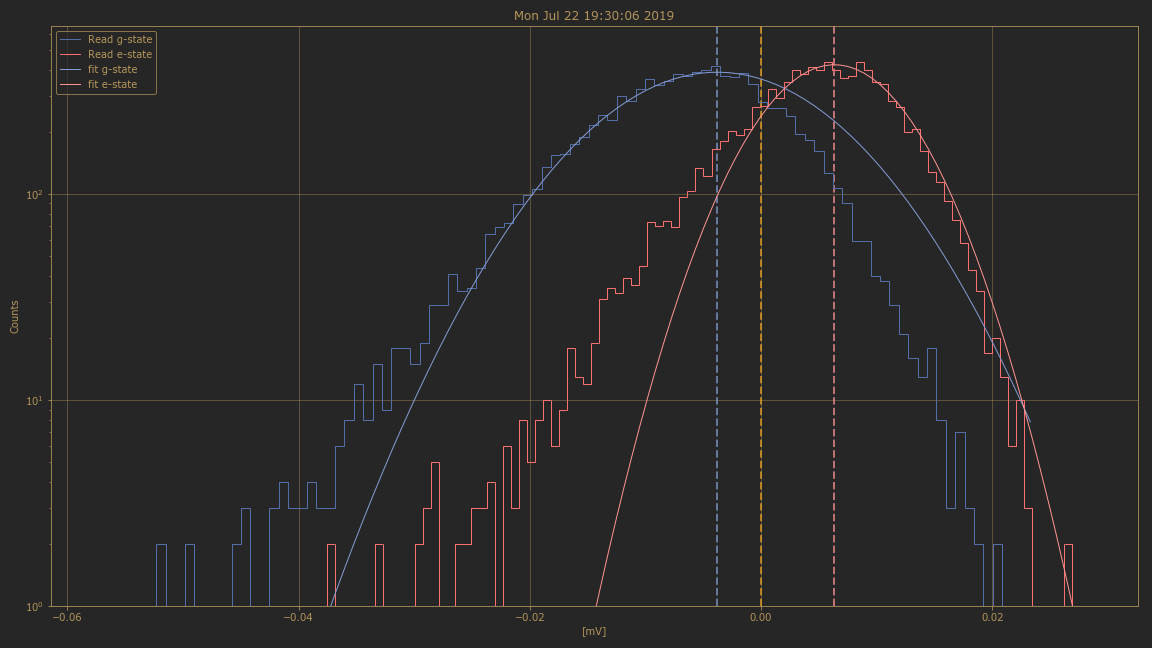 Mon Jul 22 19:30:06 2019
Read g-state
Read e-state
fit g-state
fit e-state
Counts
10²
10¹
10⁰
−0.06 −0.04 −0.02 0.00 0.02
[mV]